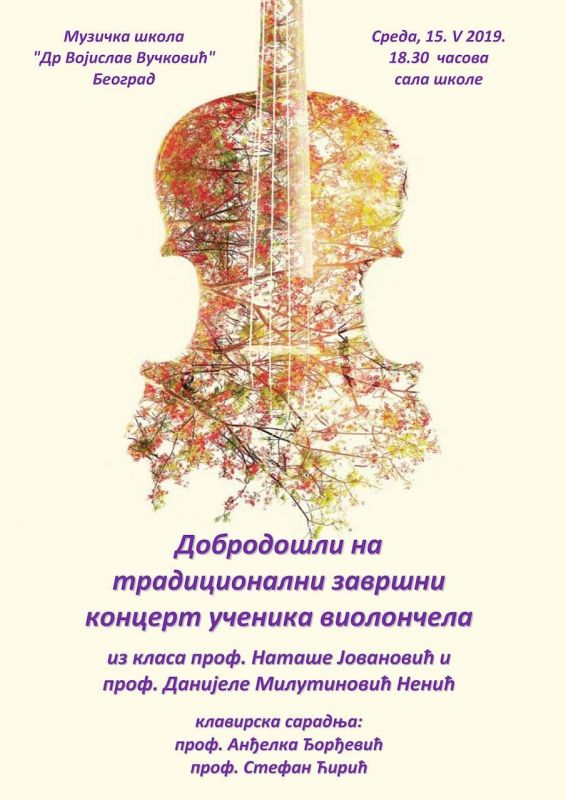 Музичка школа
"Др Војислав Вучковић"
Београд
Среда, 15. V 2019.
18.30 часова
сала школе
Добродошли на
традиционални завршни
концерт ученика виолончела
из класа проф. Наташе Јовановић и
проф. Данијеле Милутиновић Ненић
клавирска сарадња:
проф. Анђелка Ђорђевић
проф. Стефан Ћирић